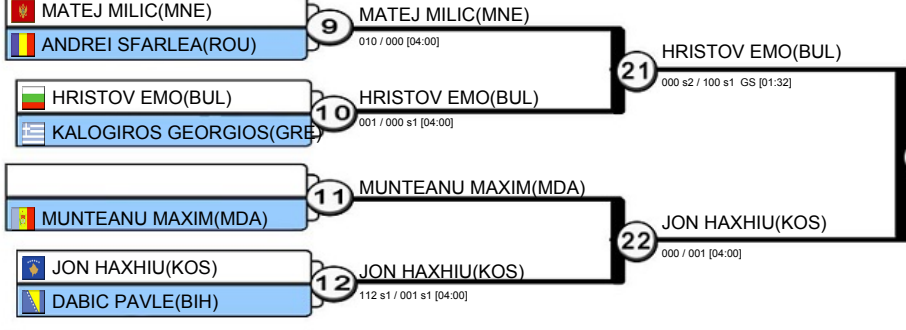 MATEJ MILIC(MNE)
ANDREI SFARLEA(ROU)
9
MATEJ MILIC(MNE)
010 / 000 [04:00]
HRISTOV EMO(BUL)
KALOGIROS GEORGIOS(GRE)
10
HRISTOV EMO(BUL)
001 / 000 s1 [04:00]
21
HRISTOV EMO(BUL)
000 s2 / 100 s1 GS [01:32]
MUNTEANU MAXIM(MDA)
11
MUNTEANU MAXIM(MDA)
JON HAXHIU(KOS)
DABIC PAVLE(BIH)
12
JON HAXHIU(KOS)
112 s1 / 001 s1 [04:00]
22
JON HAXHIU(KOS)
000 / 001 [04:00]